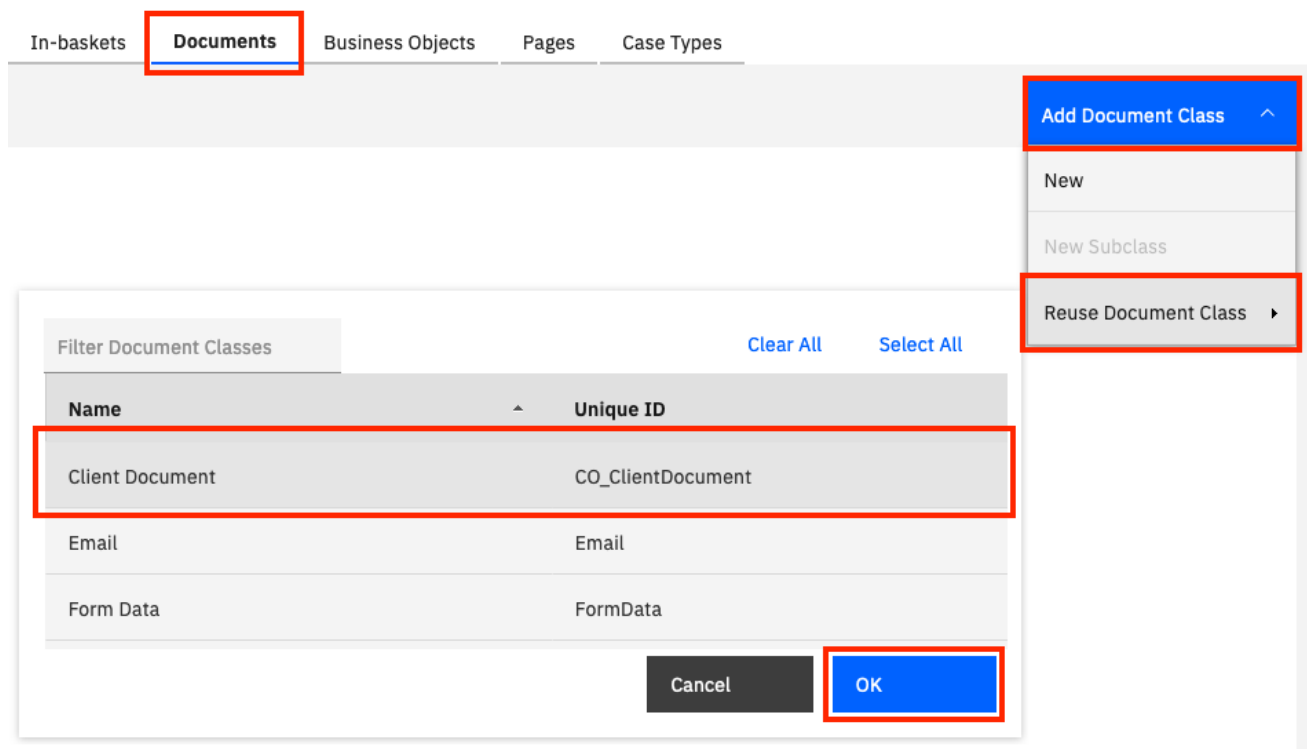 In-baskets Documents Business Objects Pages Case Types
Add Document Class
New
New Subclass
Reuse Document Class
Filter Document Classes Clear All Select All
Name Unique ID
Client Document CO_ClientDocument
Email Email
Form Data FormData
Cancel OK